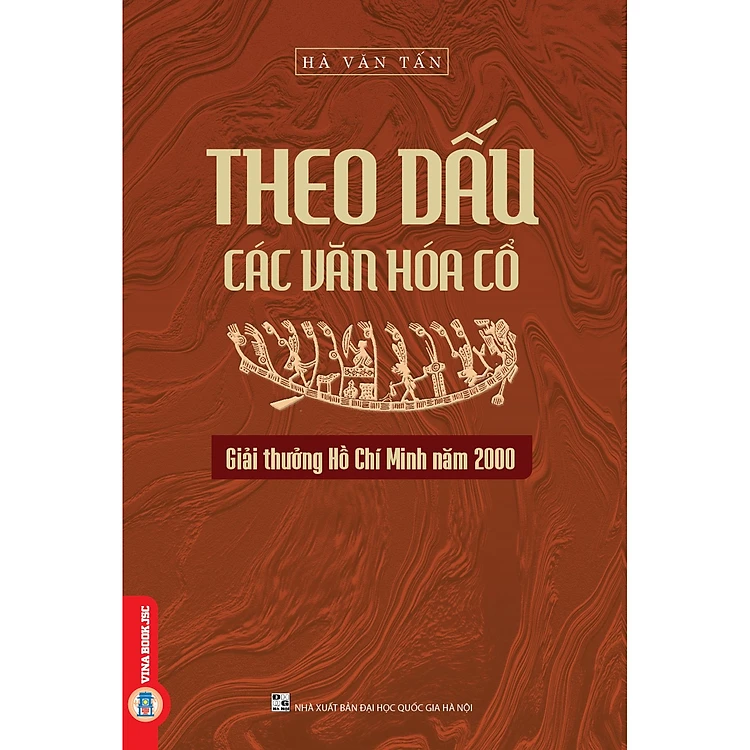 HÀ VĂN TẤN
THEO DẤU
CÁC VĂN HÓA CỔ
Giải thưởng Hồ Chí Minh năm 2000
VINA BOOK.JSC
NHÀ XUẤT BẢN ĐẠI HỌC QUỐC GIA HÀ NỘI